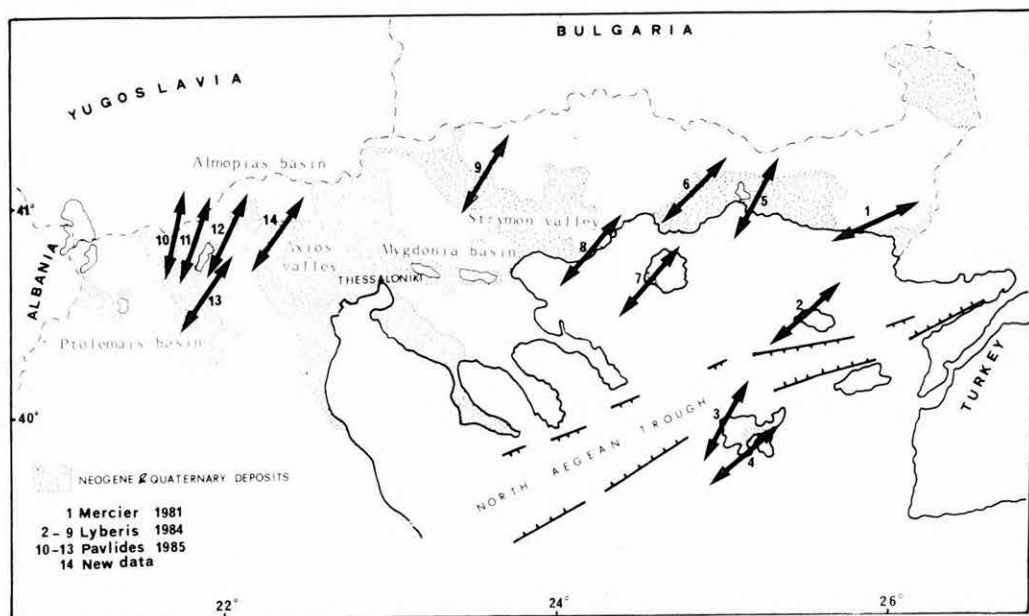 BULGARIA
YUGOSLAVIA
Almopias basin
9
6
5
1
41°
10
11
12
14
Strymon valley
8
Axios
valley
Mygdonia basin
7
THESSALONIKI
13
ALBANIA
2
Ptolemais basin
TURKEY
40°
3
4
NORTH AEGEAN TROUGH
NEOGENE & QUATERNARY DEPOSITS
1 Mercier 1981
2-9 Lyberis 1984
10-13 Pavlides 1985
14 New data
22°
24°
26°